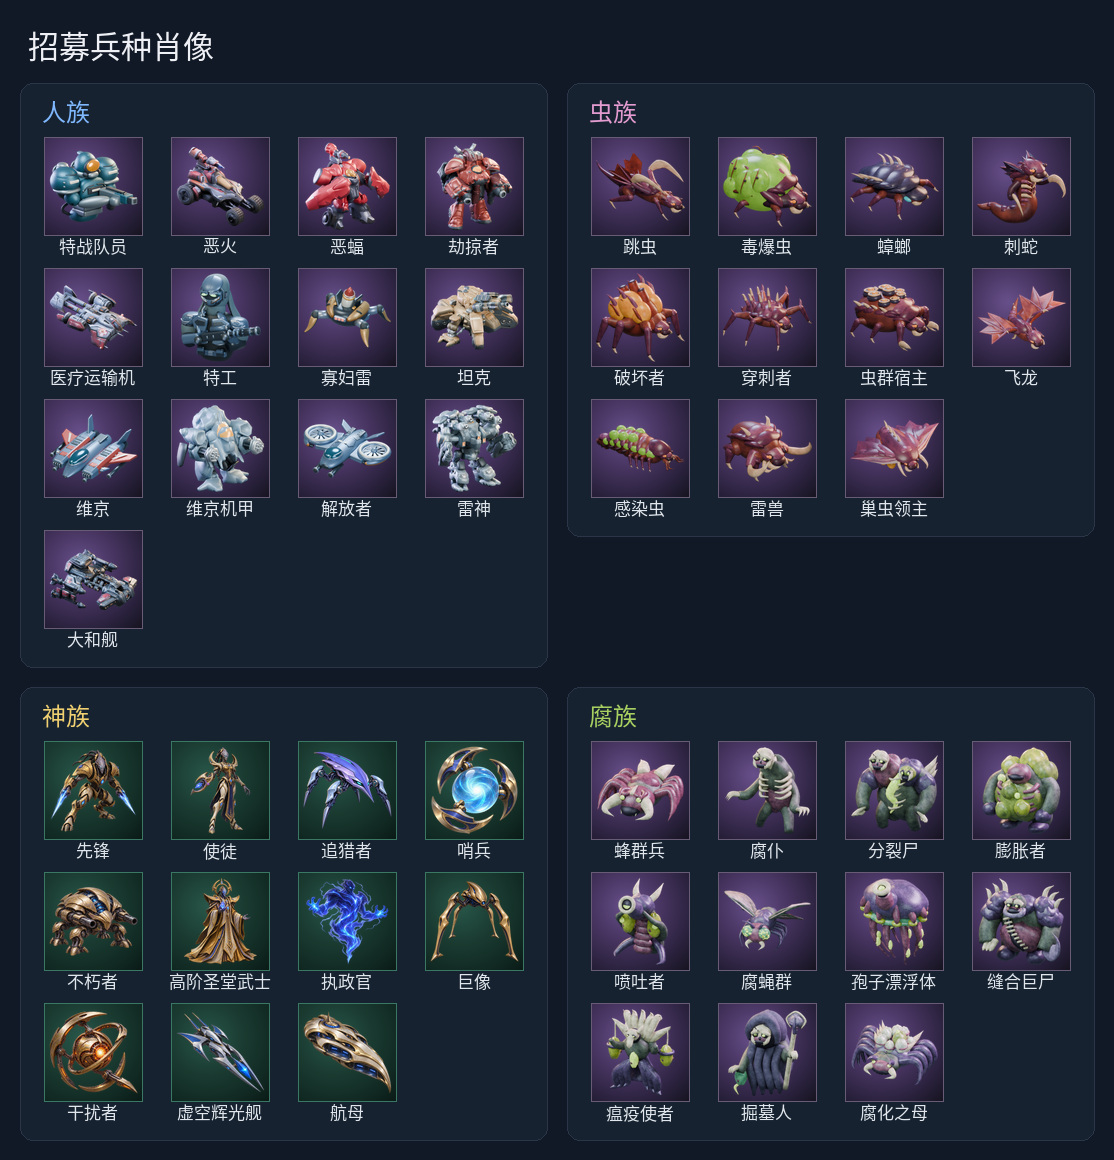 招募兵种肖像
人族
特战队员 恶火 恶蝠 劫掠者
医疗运输机 特工 寡妇雷 坦克
维京 维京机甲 解放者 雷神
大和舰
虫族
跳虫 毒爆虫 蟑螂 刺蛇
破坏者 穿刺者 虫群宿主 飞龙
感染虫 雷兽 巢虫领主
神族
先锋 使徒 追猎者 哨兵
不朽者 高阶圣堂武士 执政官 巨像
干扰者 虚空辉光舰 航母
腐族
蜂群兵 腐仆 分裂尸 膨胀者
喷吐者 腐蝇群 孢子漂浮体 缝合巨尸
瘟疫使者 掘墓人 腐化之母